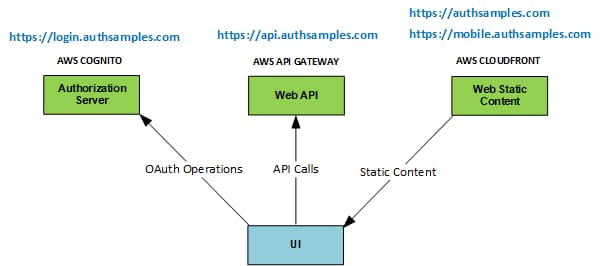 https://authsamples.com
https://login.authsamples.com
https://api.authsamples.com
https://mobile.authsamples.com
AWS COGNITO
AWS API GATEWAY
AWS CLOUDFRONT
Authorization
Server
Web API
Web Static
Content
OAuth Operations
API Calls
Static Content
UI